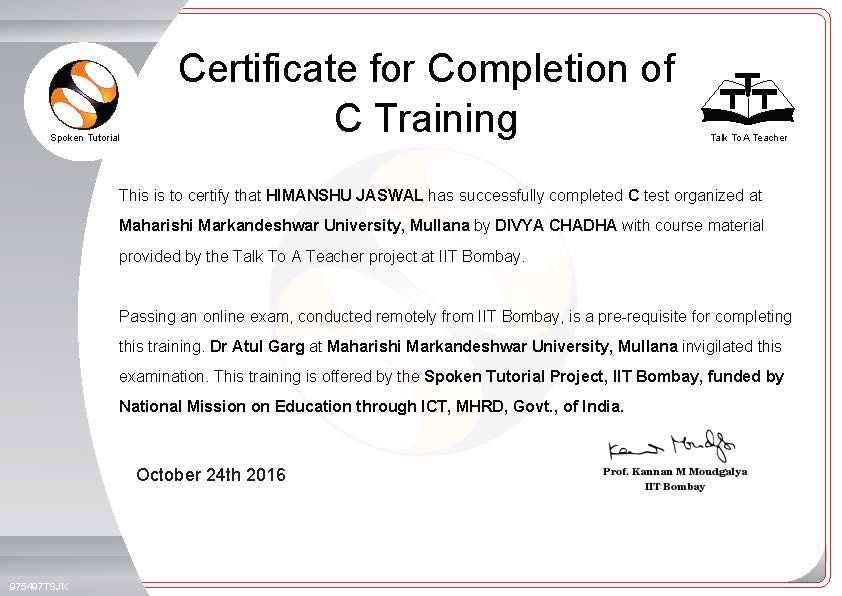 Certificate for Completion of
C Training
Spoken Tutorial
TTT
Talk To A Teacher
This is to certify that HIMANSHU JASWAL has successfully completed C test organized at
Maharishi Markandeshwar University, Mullana by DIVYA CHADHA with course material
provided by the Talk To A Teacher project at IIT Bombay.
Passing an online exam, conducted remotely from IIT Bombay, is a pre-requisite for completing
this training. Dr Atul Garg at Maharishi Markandeshwar University, Mullana invigilated this
examination. This training is offered by the Spoken Tutorial Project, IIT Bombay, funded by
National Mission on Education through ICT, MHRD, Govt., of India.
October 24th 2016
Prof. Kannan M Moudgalya
IIT Bombay
975497TSJK